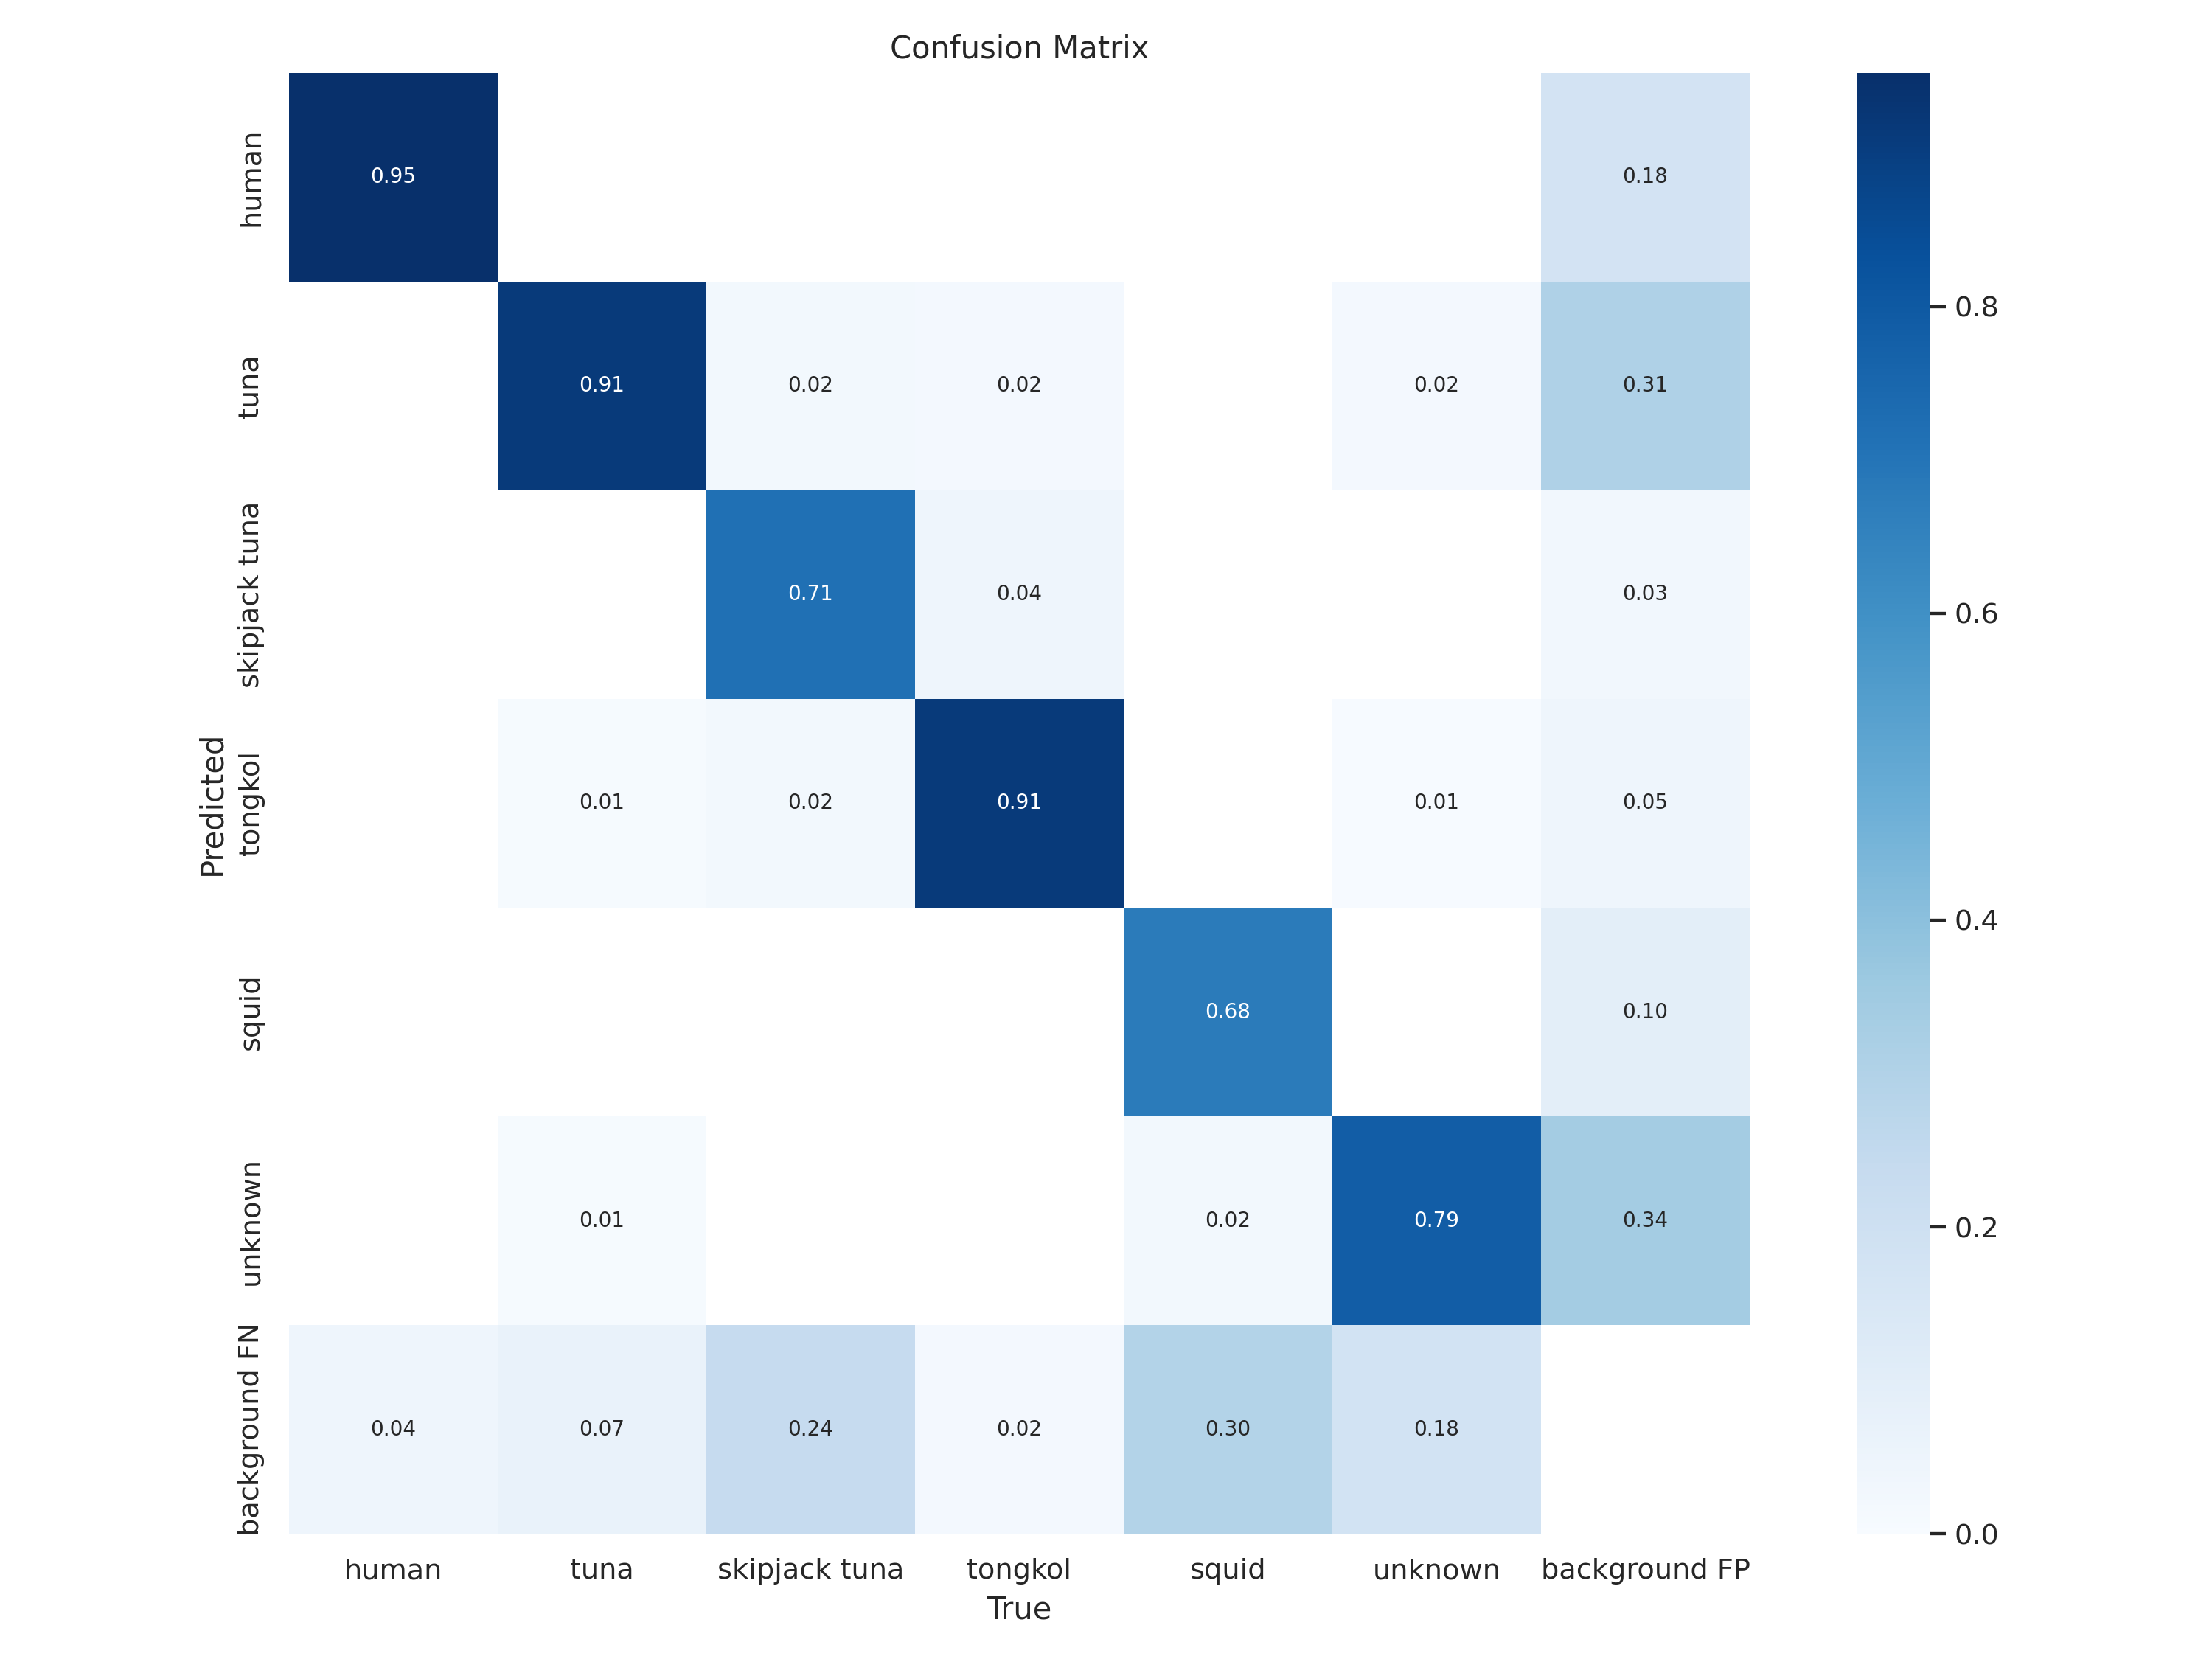 Confusion Matrix
human
0.95
0.18
tuna
0.91
0.02
0.02
0.02
0.31
0.8
skipjack tuna
0.71
0.04
0.03
0.6
Predicted
tongkol
0.01
0.02
0.91
0.01
0.05
0.4
squid
0.68
0.10
unknown
0.01
0.02
0.79
0.34
0.2
background FN
0.04
0.07
0.24
0.02
0.30
0.18
0.0
human
tuna
skipjack tuna
tongkol
squid
unknown
background FP
True